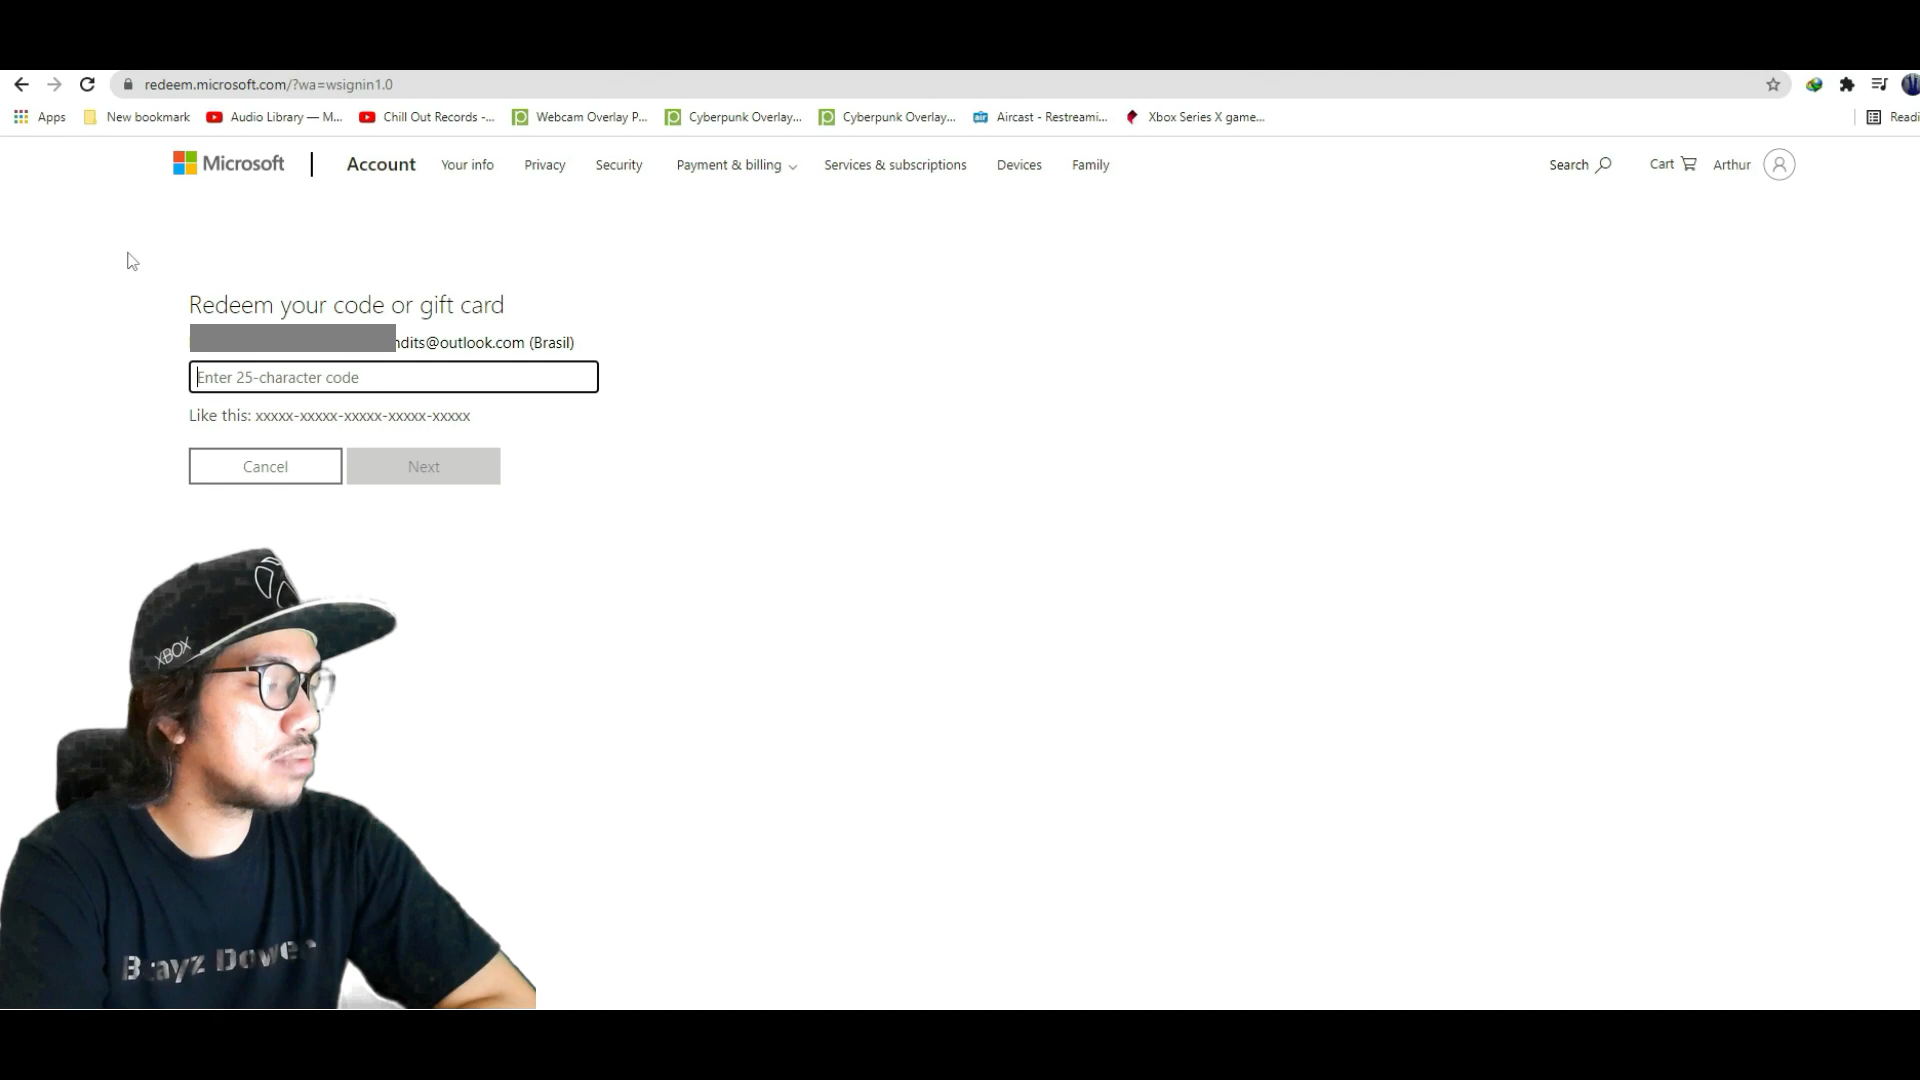 redeem.microsoft.com/?wa=wsignin1.0
Apps New bookmark Audio Library — M... Chill Out Records -... Webcam Overlay P... Cyberpunk Overlay... Cyberpunk Overlay... Aircast - Restreami... Xbox Series X game... Readi
Microsoft Account Your info Privacy Security Payment & billing Services & subscriptions Devices Family Search Cart Arthur
Redeem your code or gift card
ndits@outlook.com (Brasil)
Enter 25-character code
Like this: xxxxx-xxxxx-xxxxx-xxxxx-xxxxx
Cancel Next
XBOX